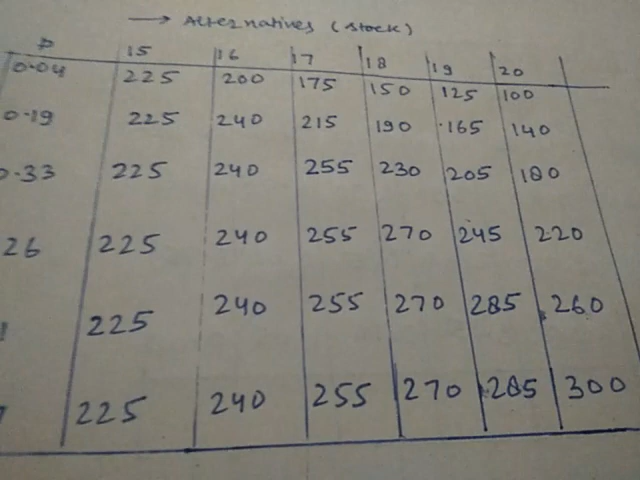 → Alternatives (stock)
P 15 16 17 18 19 20
0.04 225 200 175 150 125 100
0.19 225 240 215 190 165 140
0.33 225 240 255 230 205 180
26 225 240 255 270 245 220
225 240 255 270 285 260
225 240 255 270 285 300